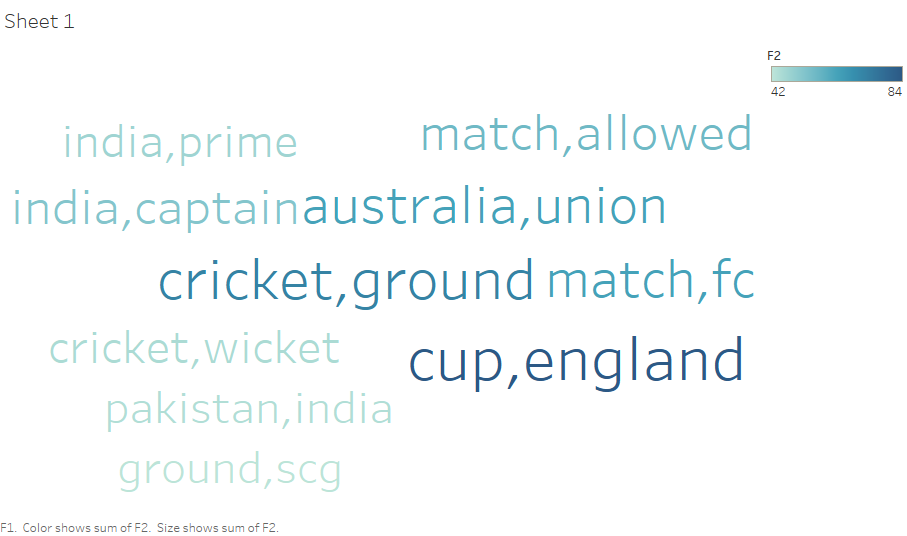 Sheet 1
F2
42 84
india,prime match,allowed
india,captain australia,union
cricket,ground match,fc
cricket,wicket cup,england
pakistan,india
ground,scg
F1. Color shows sum of F2. Size shows sum of F2.